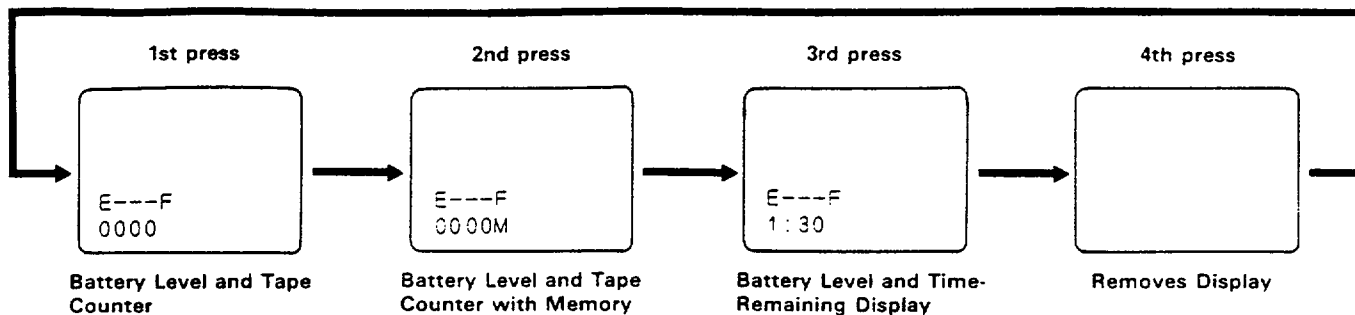 1st press
2nd press
3rd press
4th press
E---F
0000
E---F
0000M
E---F
1:30
Battery Level and Tape
Counter
Battery Level and Tape
Counter with Memory
Battery Level and Time-
Remaining Display
Removes Display